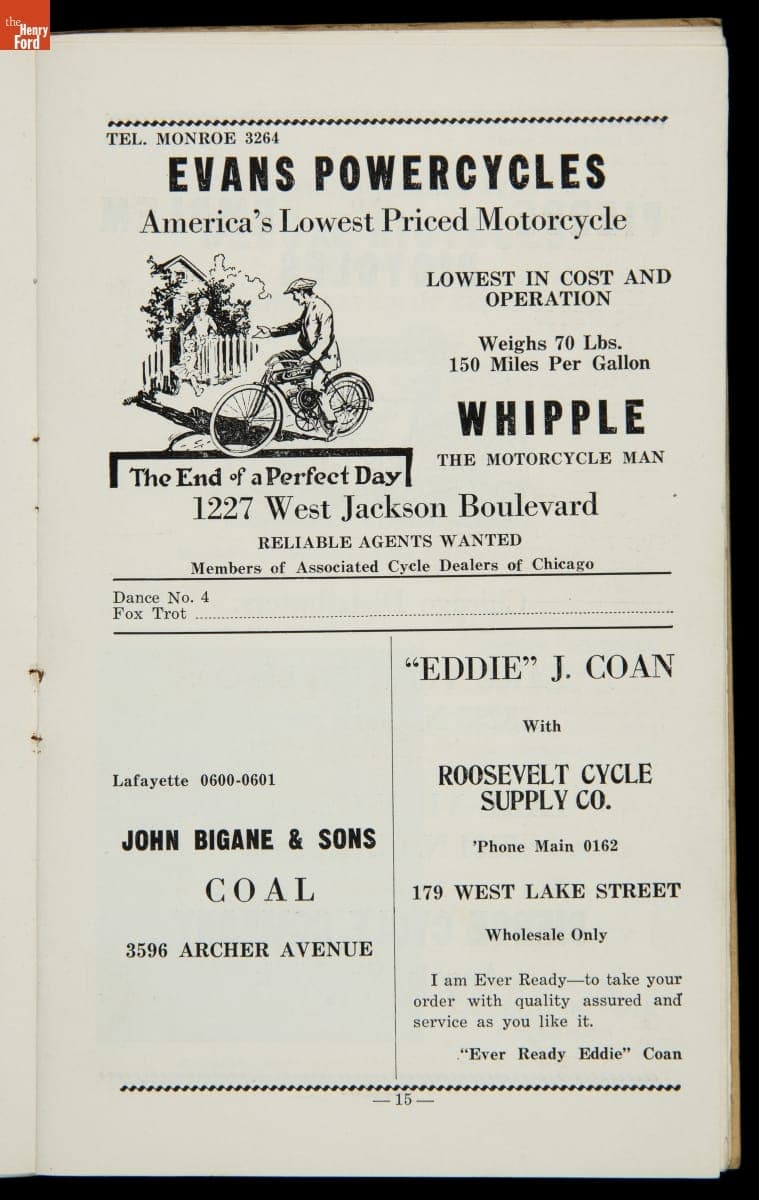 the
Henry
Ford
TEL. MONROE 3264
EVANS POWERCYCLES
America's Lowest Priced Motorcycle
LOWEST IN COST AND
OPERATION
Weighs 70 Lbs.
150 Miles Per Gallon
WHIPPLE
THE MOTORCYCLE MAN
The End of a Perfect Day
1227 West Jackson Boulevard
RELIABLE AGENTS WANTED
Members of Associated Cycle Dealers of Chicago
Dance No. 4
Fox Trot ........................................................................
Lafayette 0600-0601
JOHN BIGANE & SONS
COAL
3596 ARCHER AVENUE
"EDDIE" J. COAN
With
ROOSEVELT CYCLE
SUPPLY CO.
'Phone Main 0162
179 WEST LAKE STREET
Wholesale Only
I am Ever Ready—to take your
order with quality assured and
service as you like it.
"Ever Ready Eddie" Coan
— 15 —